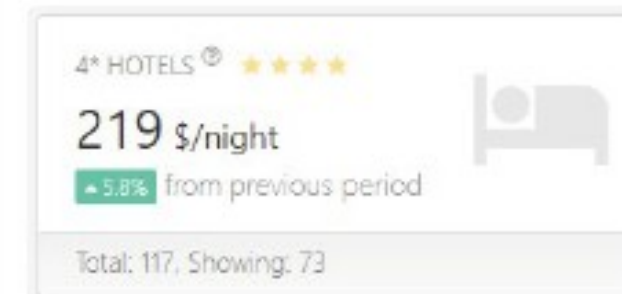 4* HOTELS ?
219 $/night
5.8% from previous period
Total: 117, Showing: 73